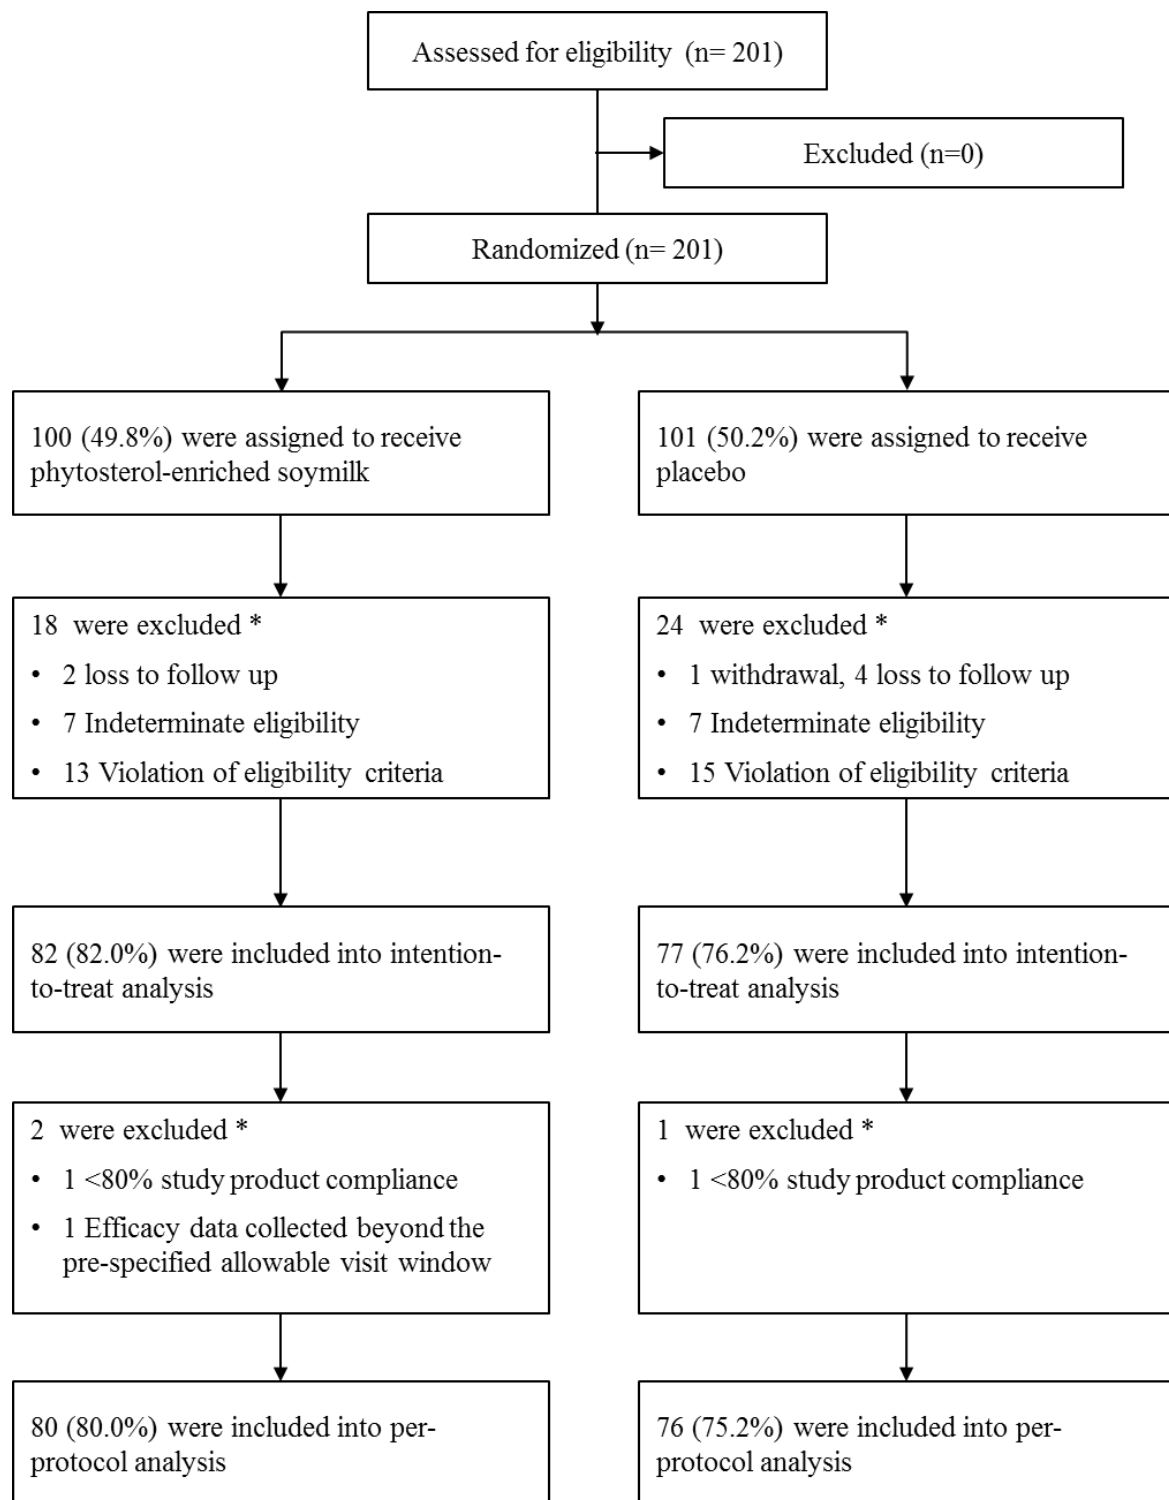 Assessed for eligibility (n= 201)
Excluded (n=0)
Randomized (n= 201)
100 (49.8%) were assigned to receive
phytosterol-enriched soymilk
101 (50.2%) were assigned to receive
placebo
18 were excluded *
• 2 loss to follow up
• 7 Indeterminate eligibility
• 13 Violation of eligibility criteria
24 were excluded *
• 1 withdrawal, 4 loss to follow up
• 7 Indeterminate eligibility
• 15 Violation of eligibility criteria
82 (82.0%) were included into intention-
to-treat analysis
77 (76.2%) were included into intention-
to-treat analysis
2 were excluded *
• 1 <80% study product compliance
• 1 Efficacy data collected beyond the
pre-specified allowable visit window
1 were excluded *
• 1 <80% study product compliance
80 (80.0%) were included into per-
protocol analysis
76 (75.2%) were included into per-
protocol analysis